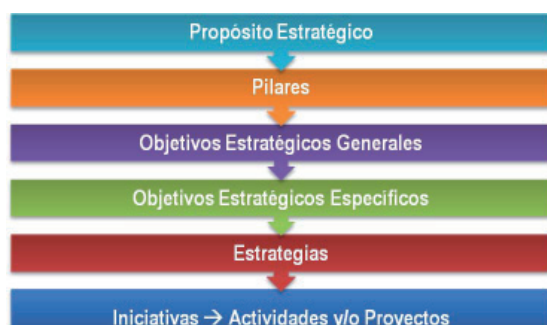 Propósito Estratégico
Pilares
Objetivos Estratégicos Generales
Objetivos Estratégicos Específicos
Estrategias
Iniciativas → Actividades y/o Proyectos